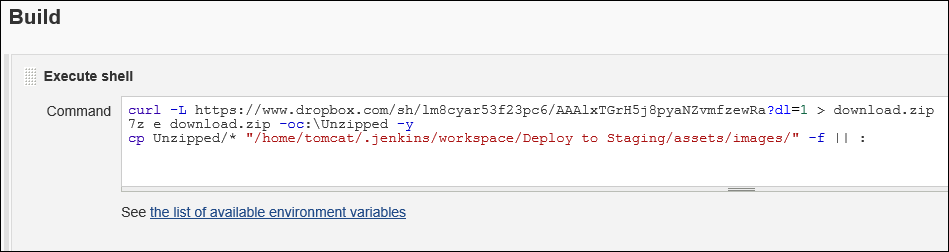 Build
Execute shell
Command
curl -L https://www.dropbox.com/sh/lm8cyar53f23pc6/AAAlxTGrH5j8pyaNZvmfzewRa?dl=1 > download.zip
7z e download.zip -oc:\Unzipped -y
cp Unzipped/* "/home/tomcat/.jenkins/workspace/Deploy to Staging/assets/images/" -f || :
See the list of available environment variables